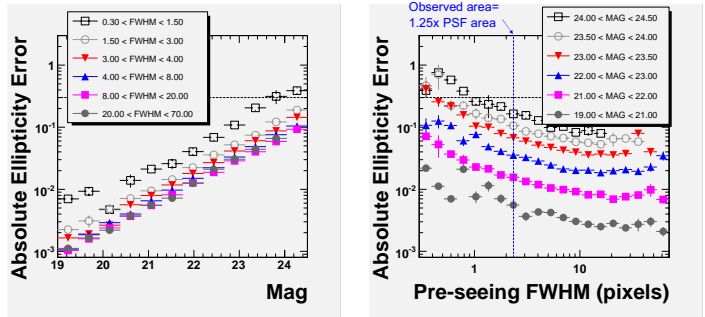 Observed area=
1.25x PSF area
0.30 < FWHM < 1.50
1.50 < FWHM < 3.00
3.00 < FWHM < 4.00
4.00 < FWHM < 8.00
8.00 < FWHM < 20.00
20.00 < FWHM < 70.00
24.00 < MAG < 24.50
23.50 < MAG < 24.00
23.00 < MAG < 23.50
22.00 < MAG < 23.00
21.00 < MAG < 22.00
19.00 < MAG < 21.00
Absolute Ellipticity Error
1
10-1
10-2
10-3
19 20 21 22 23 24
Mag
Absolute Ellipticity Error
1
10-1
10-2
10-3
1 10
Pre-seeing FWHM (pixels)